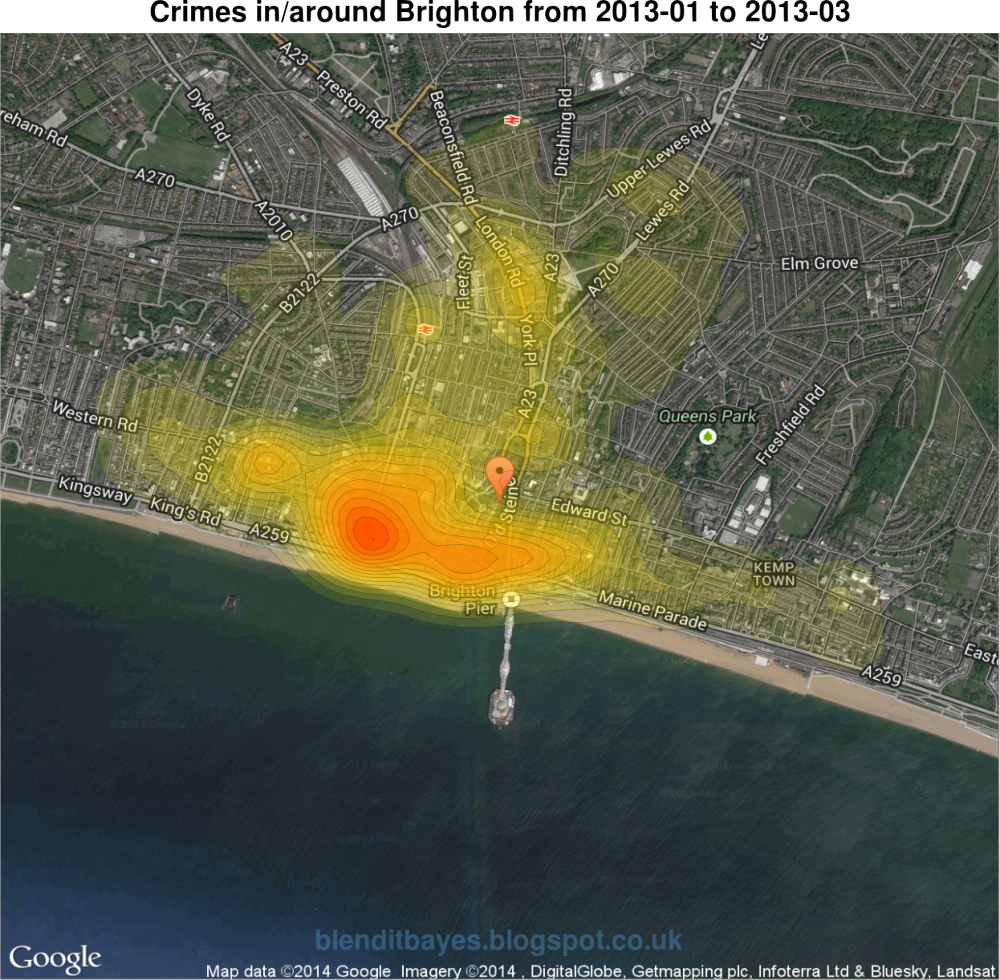 Crimes in/around Brighton from 2013-01 to 2013-03
Le
A23
Preston Rd
Dyke Rd
Beaconsfield Rd
Ditchling Rd
reham Rd
Upper Lewes Rd
A270
A2010
A270
Lewes Rd
London Rd
A23
Fleet St
A270
Elm Grove
B2122
York Pl
A23
Western Rd
Queens Park
Freshfield Rd
B2122
Kingsway
King's Rd
A259
Old Steine
Edward St
Brighton
Pier
KEMP
TOWN
Marine Parade
A259
East
blenditbayes.blogspot.co.uk
Google
Map data ©2014 Google Imagery ©2014 , DigitalGlobe, Getmapping plc, Infoterra Ltd & Bluesky, Landsat